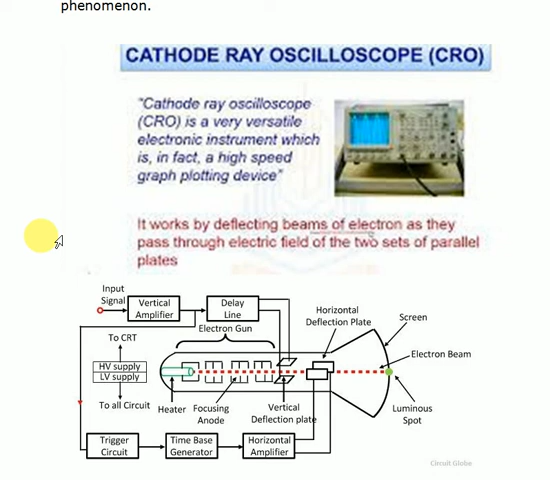 phenomenon.
CATHODE RAY OSCILLOSCOPE (CRO)
"Cathode ray oscilloscope
(CRO) is a very versatile
electronic instrument which
is, in fact, a high speed
graph plotting device"
It works by deflecting beams of electron as they
pass through electric field of the two sets of parallel
plates
Input
Signal
Vertical
Amplifier
Delay
Line
Electron Gun
Horizontal
Deflection Plate
Screen
To CRT
HV supply
LV supply
To all Circuit
Electron Beam
Heater
Focusing
Anode
Vertical
Deflection plate
Luminous
Spot
Trigger
Circuit
Time Base
Generator
Horizontal
Amplifier
Circuit Globe